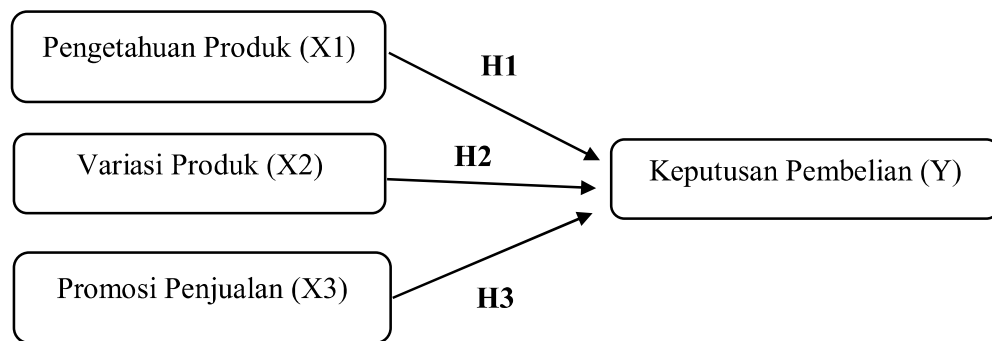 Pengetahuan Produk (X1)
H1
Variasi Produk (X2)
H2
Keputusan Pembelian (Y)
Promosi Penjualan (X3)
H3